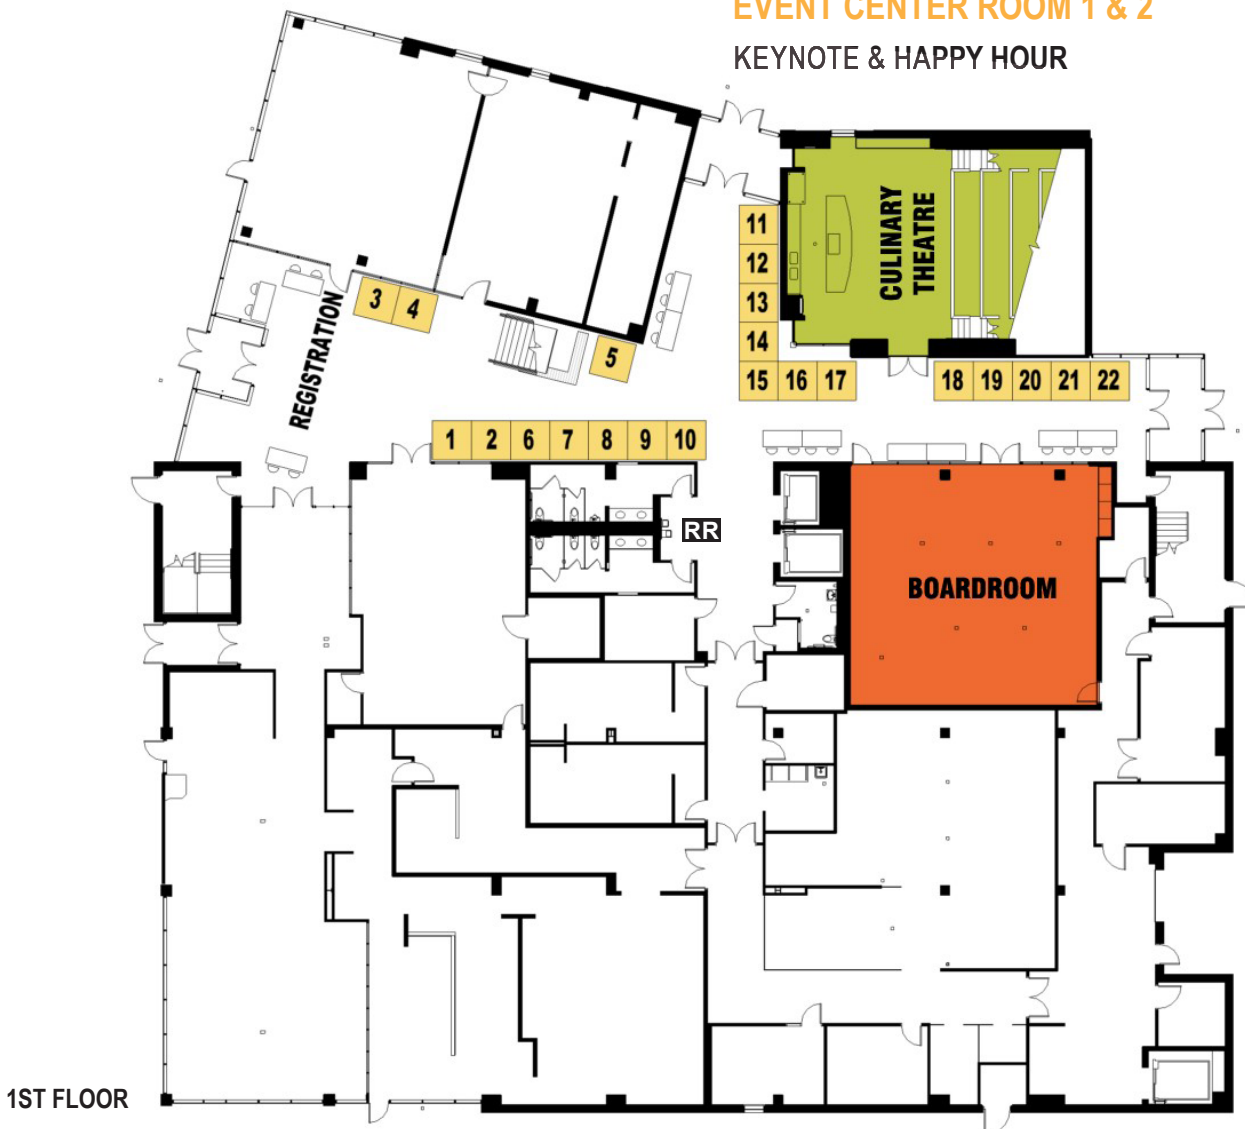 EVENT CENTER ROOM 1 & 2
KEYNOTE & HAPPY HOUR
CULINARY
THEATRE
11
12
13
14
15 16 17
18 19 20 21 22
3 4
5
REGISTRATION
1 2 6 7 8 9 10
RR
BOARDROOM
1ST FLOOR